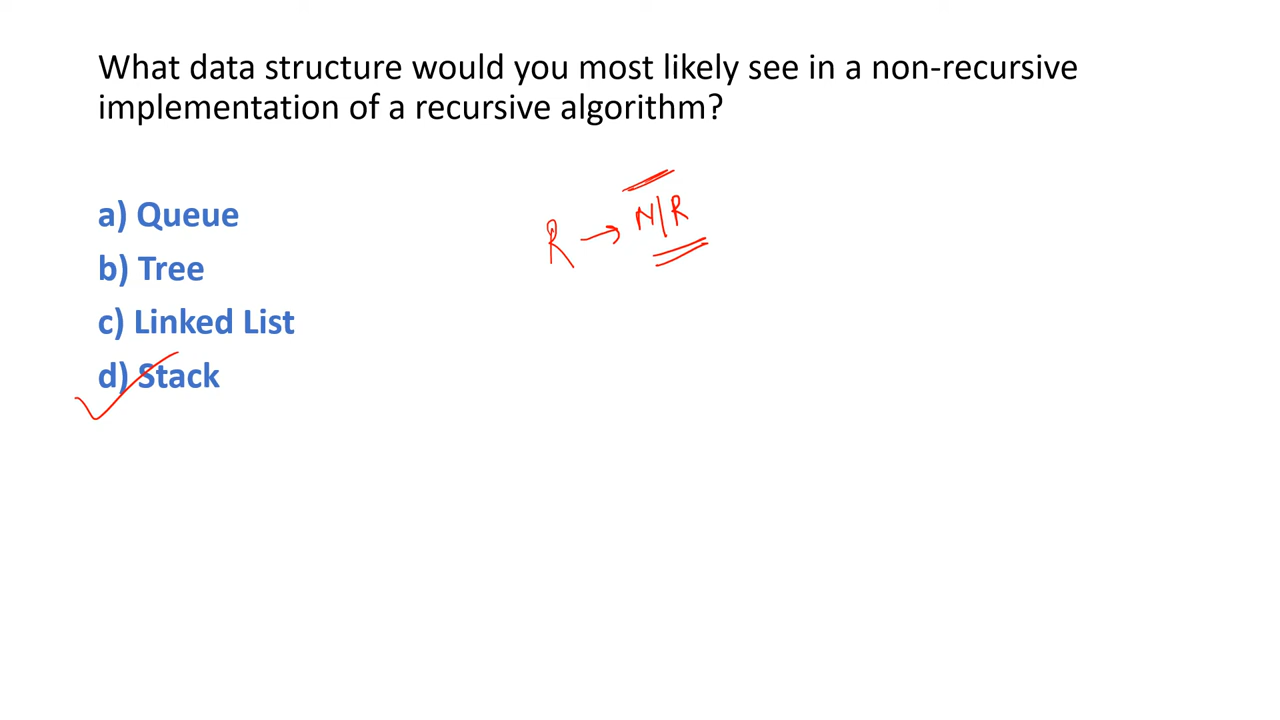 What data structure would you most likely see in a non-recursive
implementation of a recursive algorithm?
a) Queue
R → N/R
b) Tree
c) Linked List
d) Stack